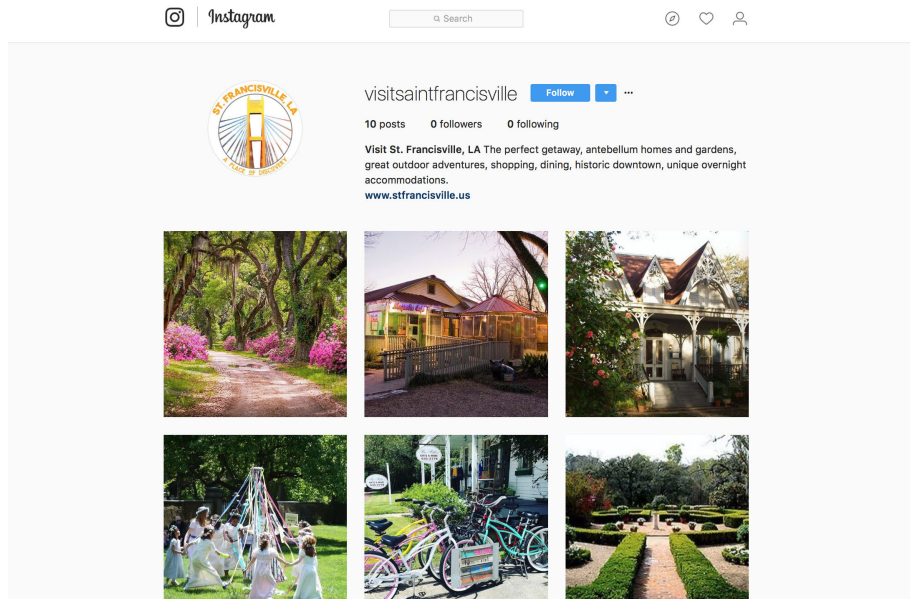 Instagram
Search
ST. FRANCISVILLE, LA
A PLACE OF DISCOVERY
visitsaintfrancisville Follow
10 posts 0 followers 0 following
Visit St. Francisville, LA The perfect getaway, antebellum homes and gardens,
great outdoor adventures, shopping, dining, historic downtown, unique overnight
accommodations.
www.stfrancisville.us